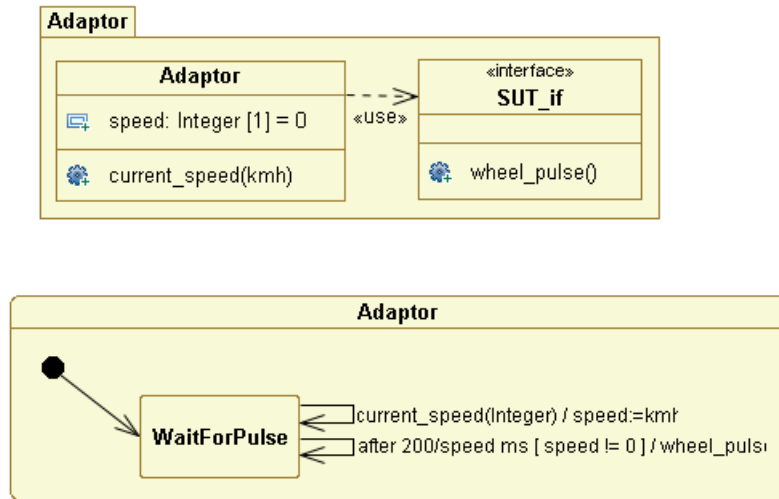 Adaptor
Adaptor
speed: Integer [1] = 0
current_speed(kmh)
«use»
«interface»
SUT_if
wheel_pulse()
Adaptor
WaitForPulse
current_speed(Integer) / speed:=kmh
after 200/speed ms [ speed != 0 ] /